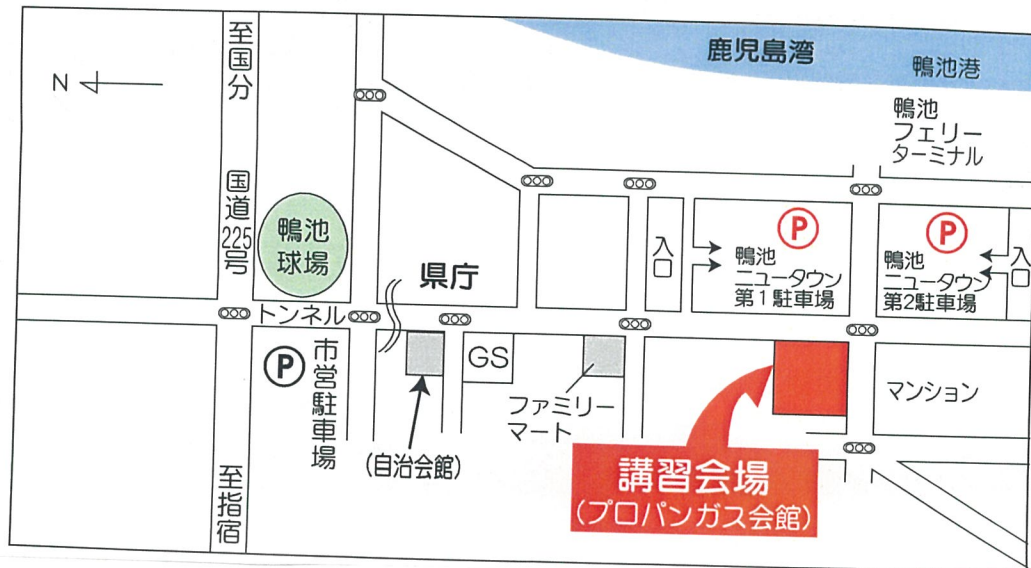 至国分
鹿児島湾
鴨池港
N
鴨池
フェリー
ターミナル
国道225号
鴨池
球場
P
鴨池
ニュータウン
第1駐車場
入口
P
鴨池
ニュータウン
第2駐車場
入口
県庁
トンネル
P
市営駐車場
GS
(自治会館)
ファミリー
マート
マンション
講習会場
(プロパンガス会館)
至指宿